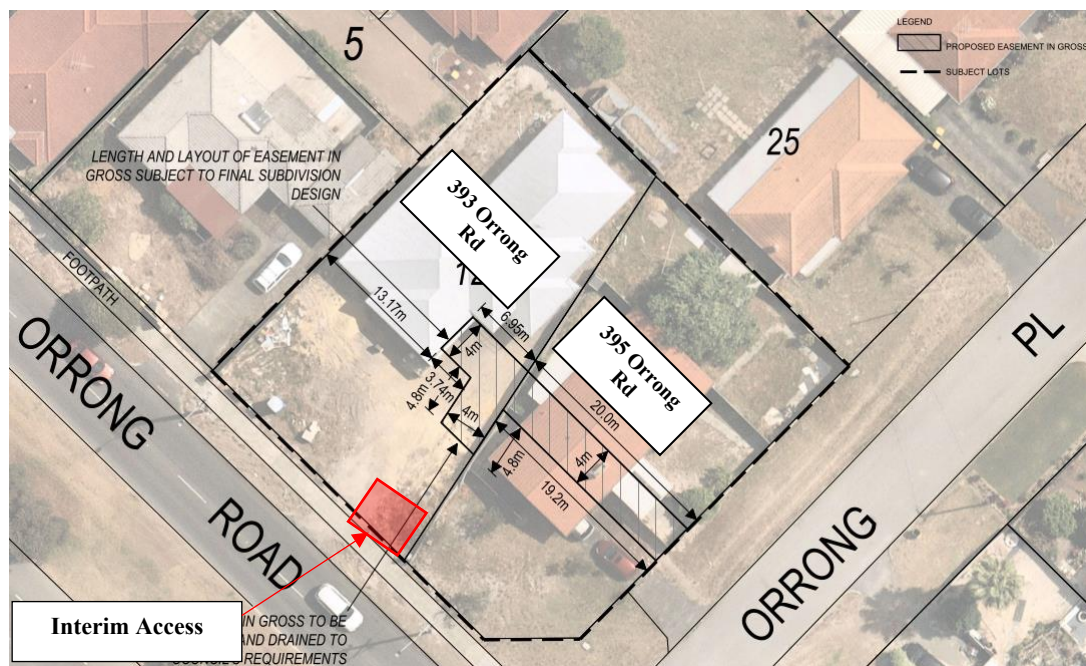 LEGEND
PROPOSED EASEMENT IN GROSS
SUBJECT LOTS
5
25
LENGTH AND LAYOUT OF EASEMENT IN
GROSS SUBJECT TO FINAL SUBDIVISION
DESIGN
393 Orrong
Rd
395 Orrong
Rd
FOOTPATH
13.17m
6.95m
4m
3.74m
4.8m
4m
20.0m
4m
4.8m
19.2m
ORRONG
ROAD
ORRONG
PL
Interim Access
IN GROSS TO BE
AND DRAINED TO
REQUIREMENTS